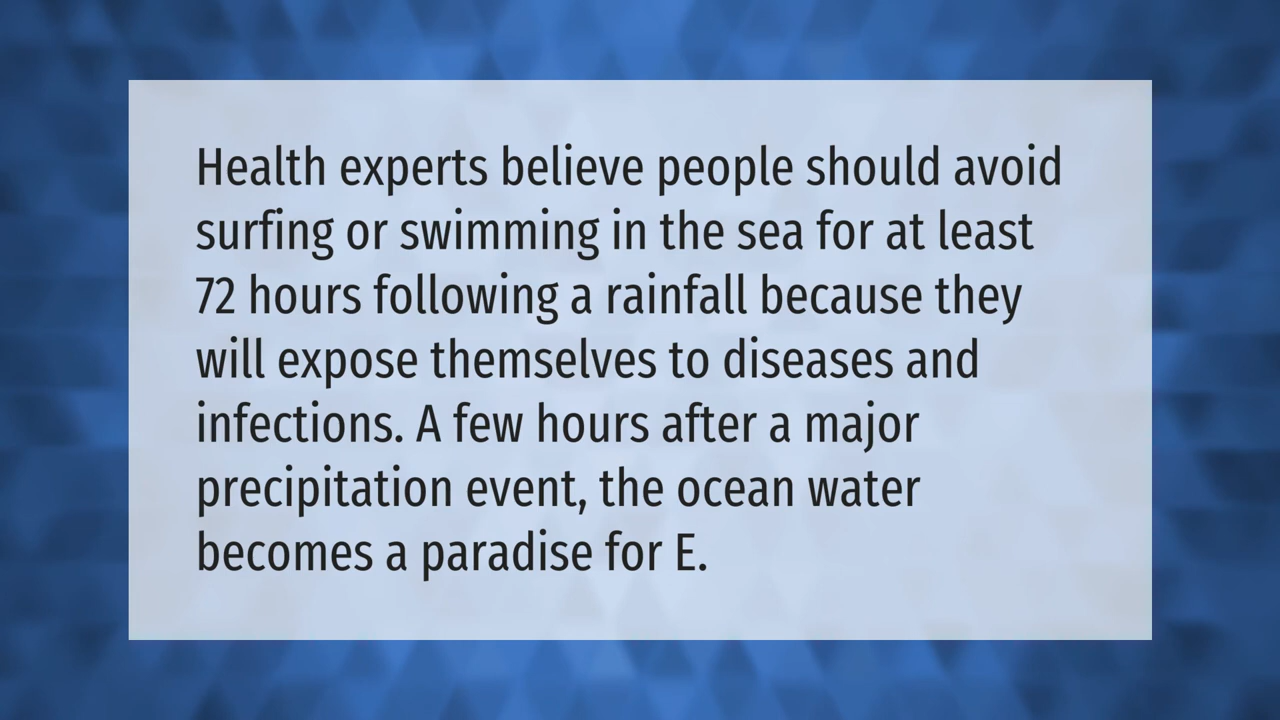 Health experts believe people should avoid
surfing or swimming in the sea for at least
72 hours following a rainfall because they
will expose themselves to diseases and
infections. A few hours after a major
precipitation event, the ocean water
becomes a paradise for E.